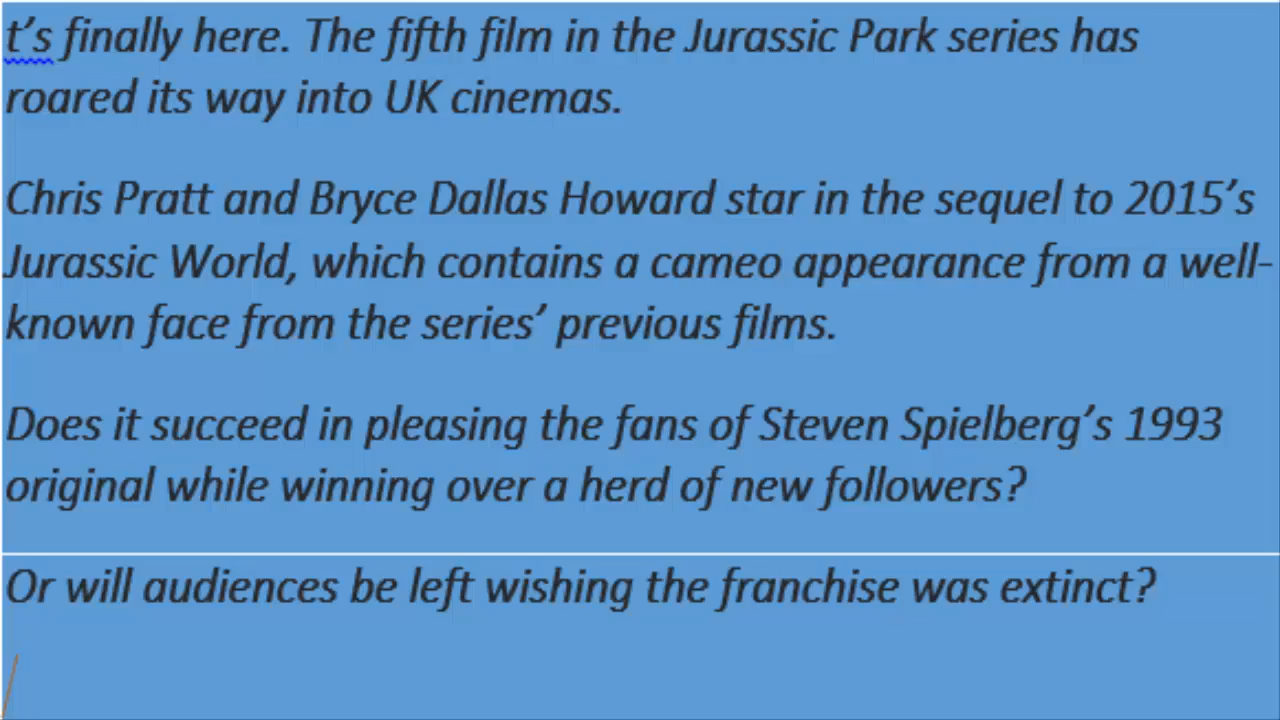 t’s finally here. The fifth film in the Jurassic Park series has
roared its way into UK cinemas.
Chris Pratt and Bryce Dallas Howard star in the sequel to 2015’s
Jurassic World, which contains a cameo appearance from a well-
known face from the series’ previous films.
Does it succeed in pleasing the fans of Steven Spielberg’s 1993
original while winning over a herd of new followers?
Or will audiences be left wishing the franchise was extinct?